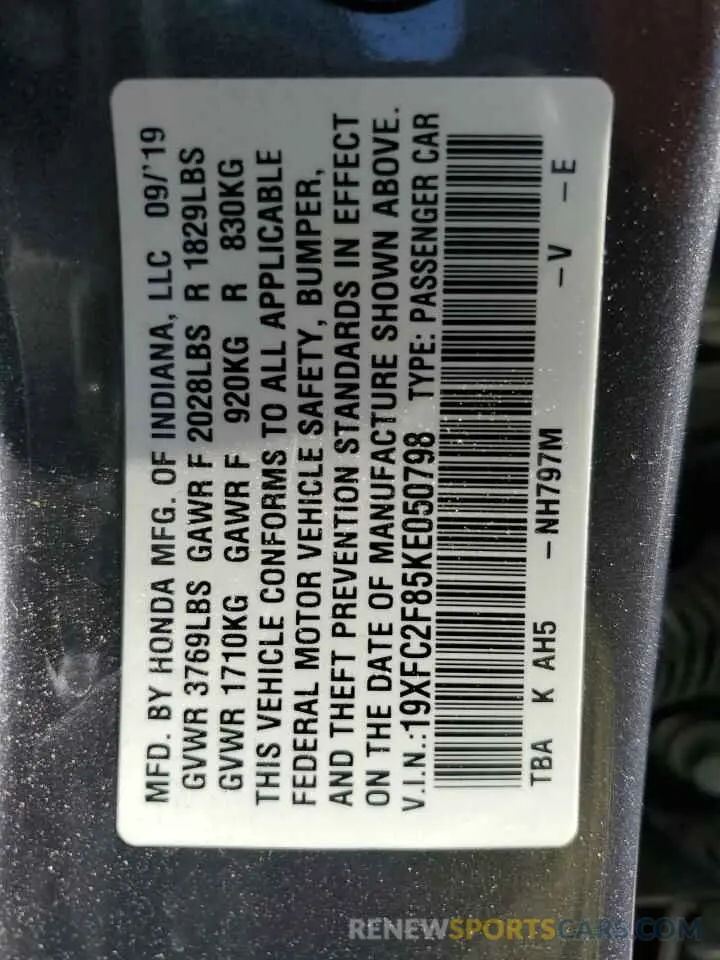 MFD. BY HONDA MFG. OF INDIANA, LLC 09/'19
GVWR 3769LBS GAWR F 2028LBS R 1829LBS
GVWR 1710KG GAWR F 920KG R 830KG
THIS VEHICLE CONFORMS TO ALL APPLICABLE
FEDERAL MOTOR VEHICLE SAFETY, BUMPER,
AND THEFT PREVENTION STANDARDS IN EFFECT
ON THE DATE OF MANUFACTURE SHOWN ABOVE.
V.I.N.:19XFC2F85KE050798 TYPE: PASSENGER CAR
TBA K AH5 -NH797M -V -E
RENEWSPORTSCARS.COM